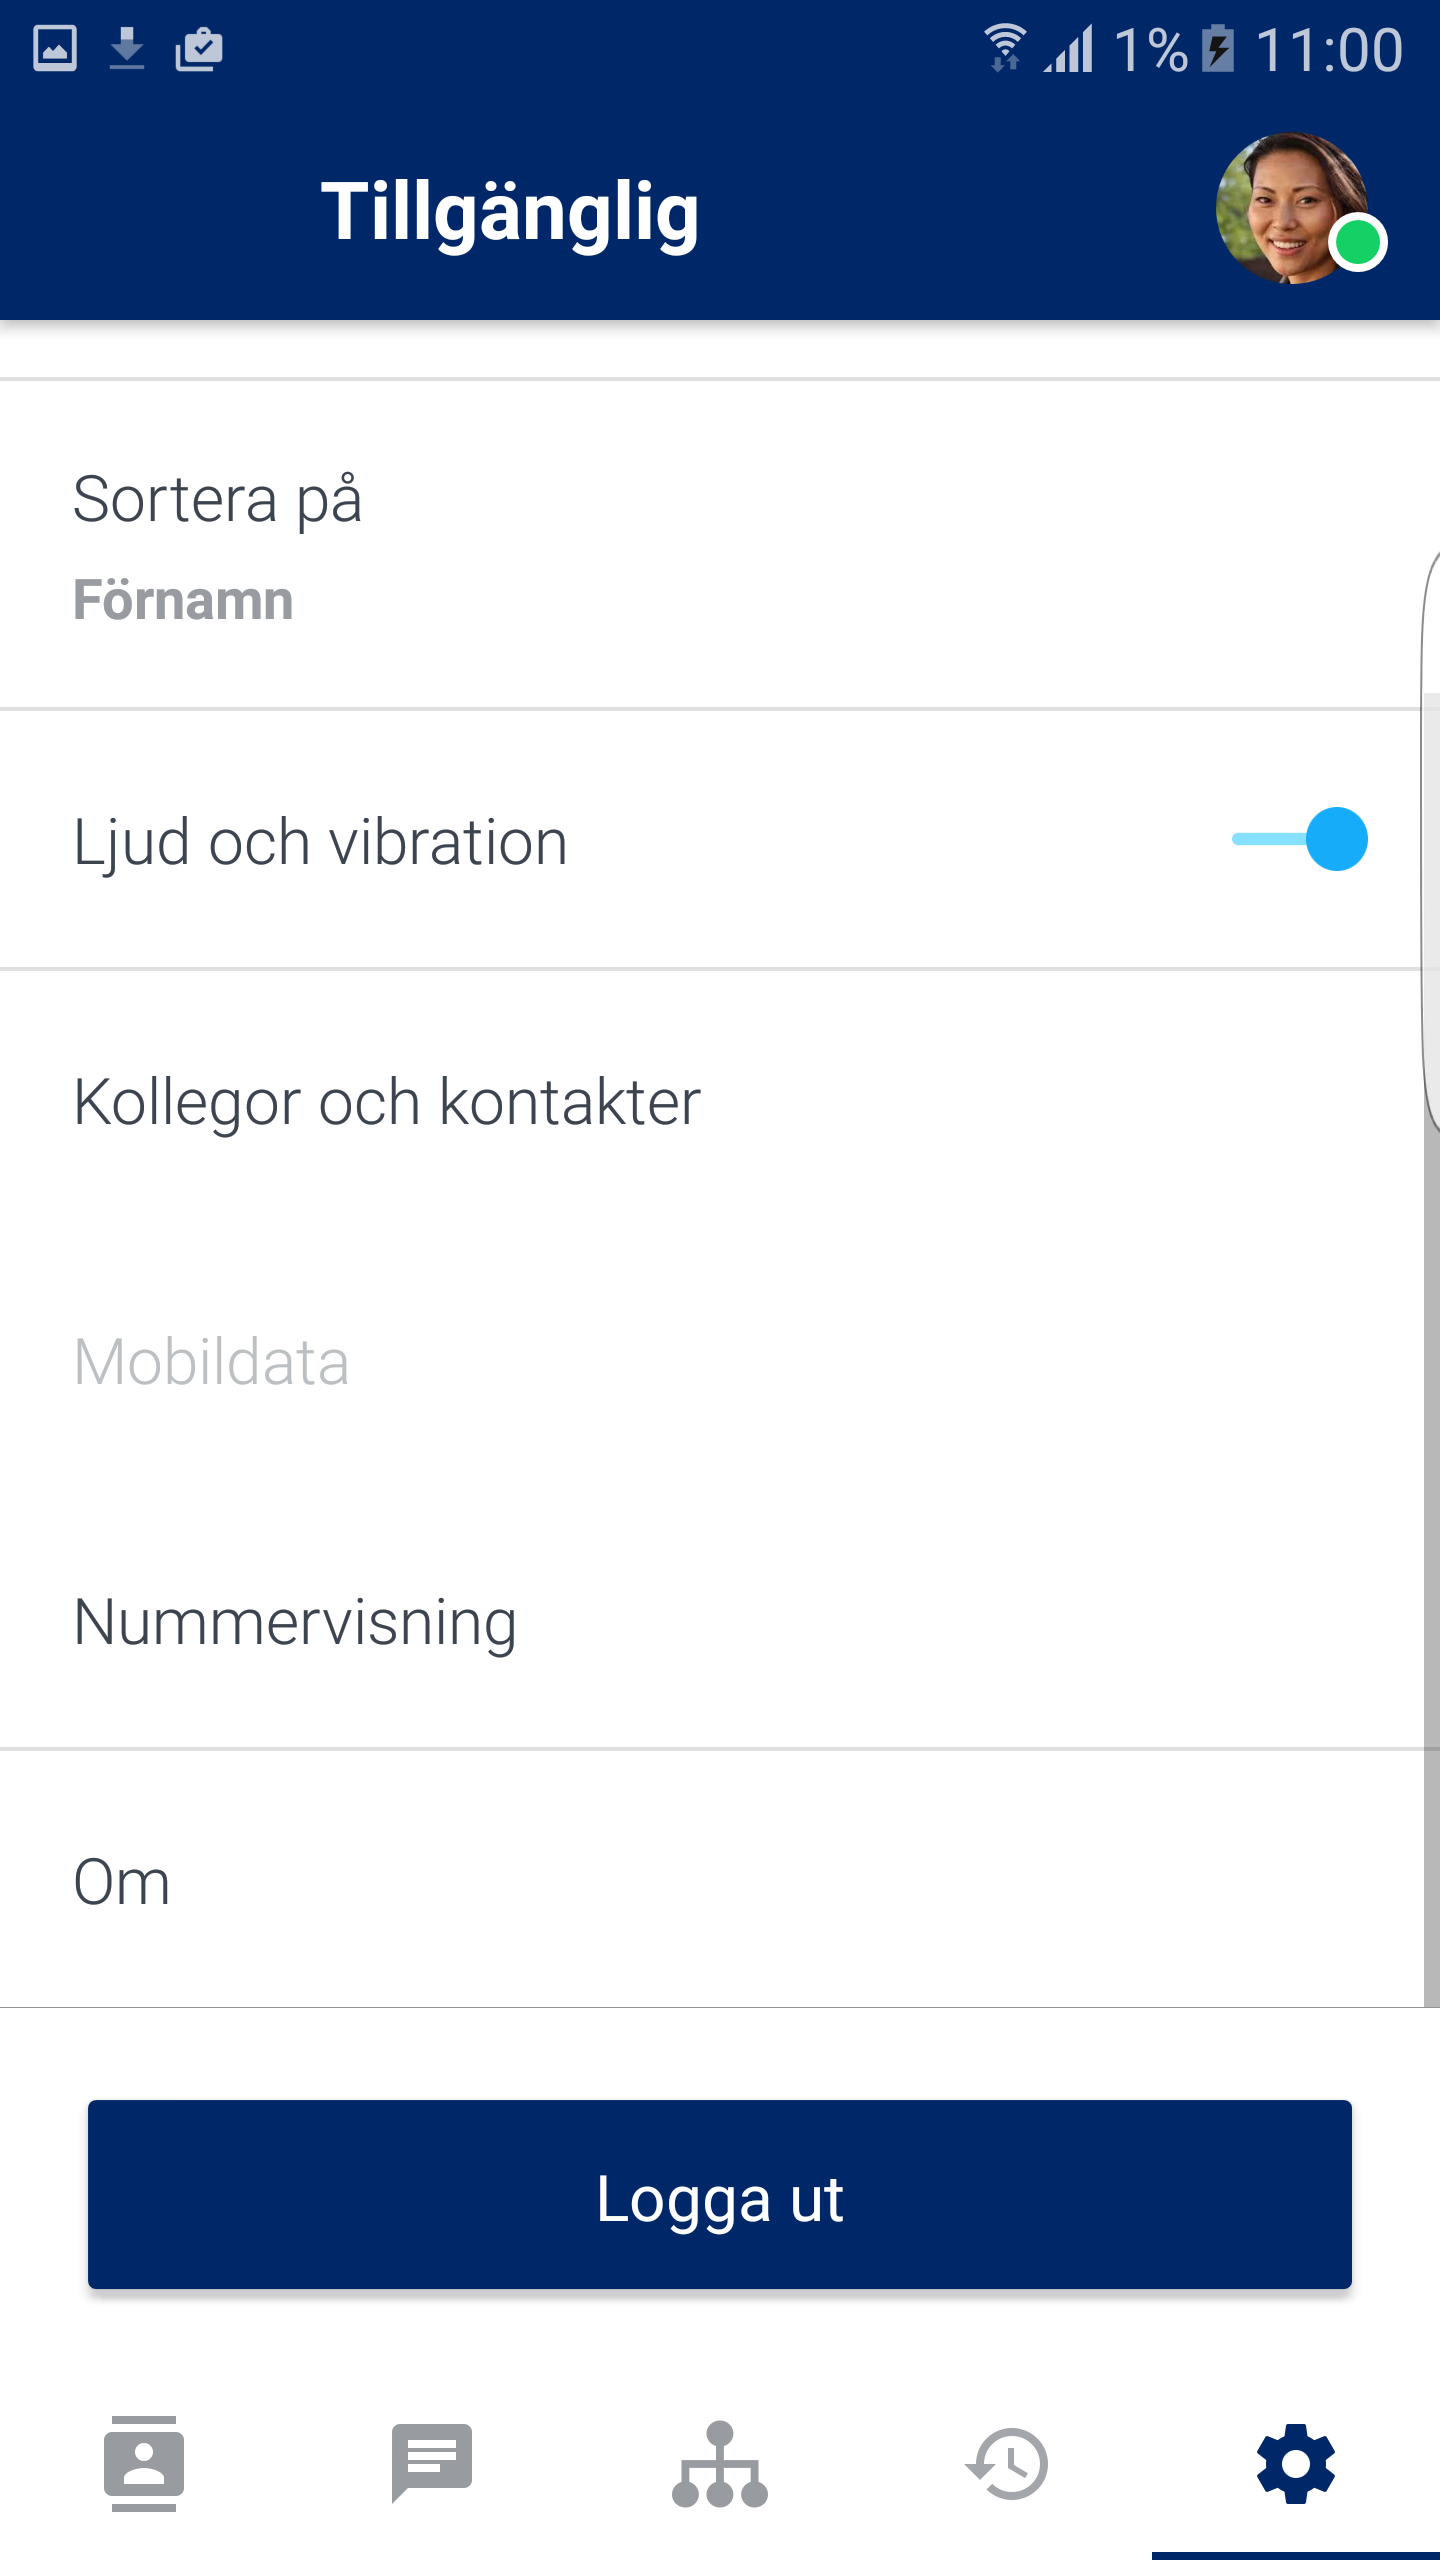 1% 11:00
Tillgänglig
Sortera på
Förnamn
Ljud och vibration
Kollegor och kontakter
Mobildata
Nummervisning
Om
Logga ut